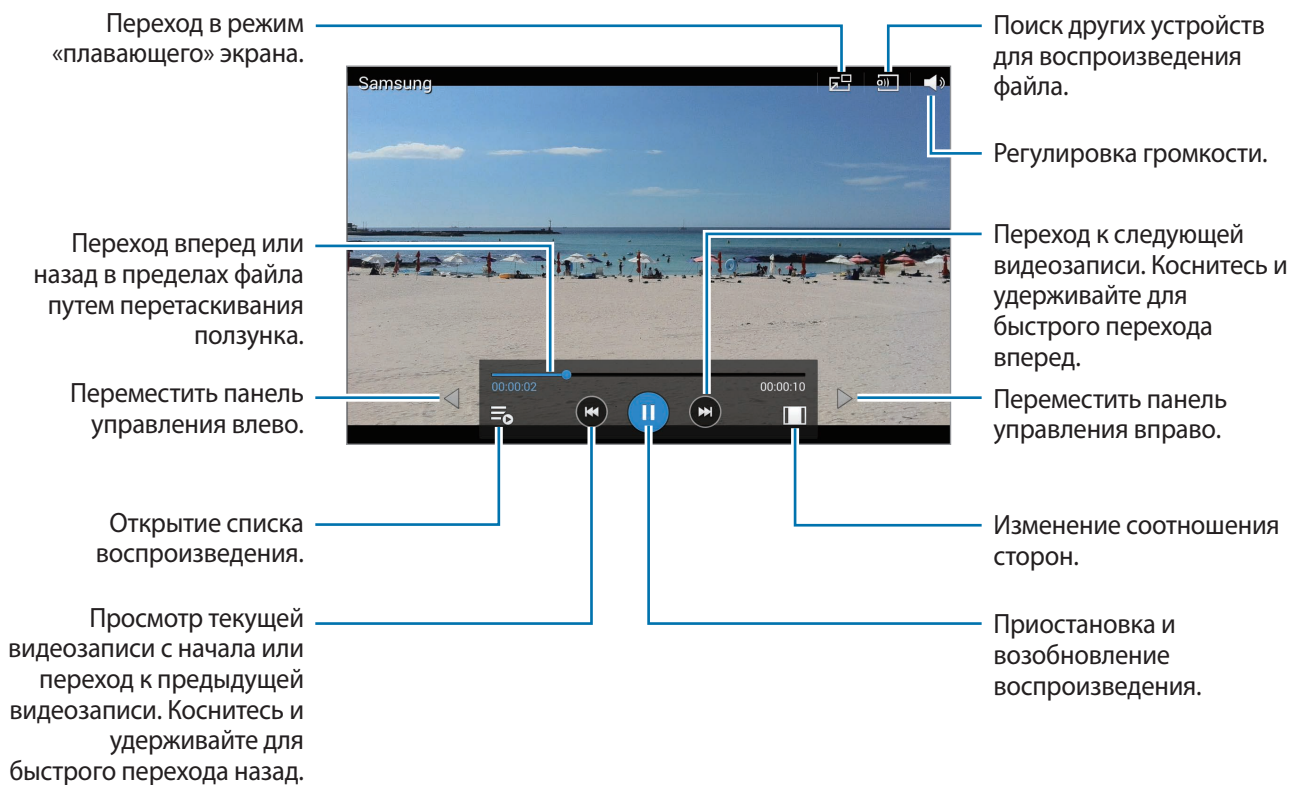 Переход в режим
«плавающего» экрана.
Поиск других устройств
для воспроизведения
файла.
Samsung
Регулировка громкости.
Переход вперед или
назад в пределах файла
путем перетаскивания
ползунка.
Переход к следующей
видеозаписи. Коснитесь и
удерживайте для
быстрого перехода
вперед.
00:00:02
00:00:10
Переместить панель
управления влево.
Переместить панель
управления вправо.
Открытие списка
воспроизведения.
Изменение соотношения
сторон.
Просмотр текущей
видеозаписи с начала или
переход к предыдущей
видеозаписи. Коснитесь и
удерживайте для
быстрого перехода назад.
Приостановка и
возобновление
воспроизведения.